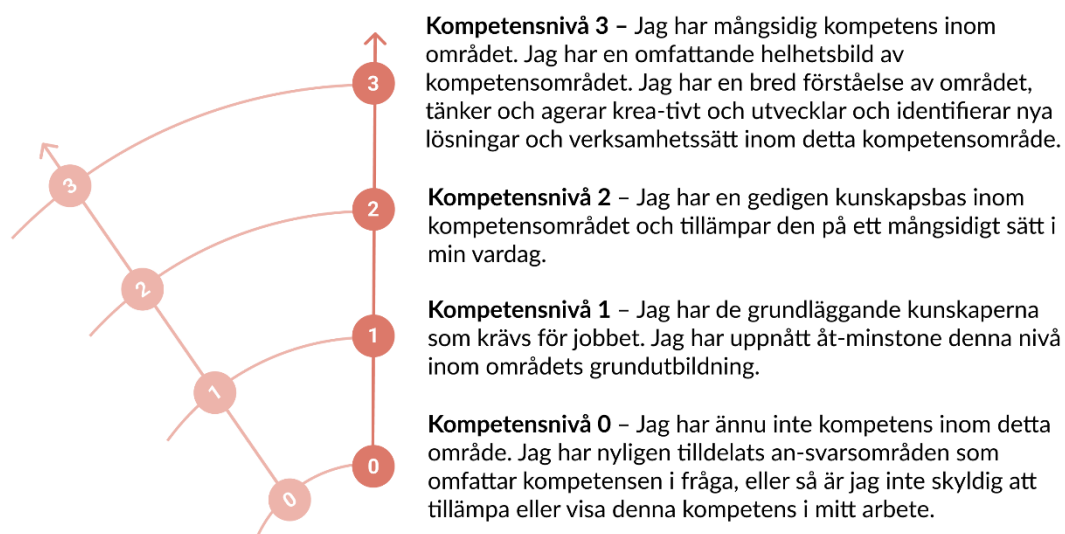 Kompetensnivå 3 – Jag har mångsidig kompetens inom
området. Jag har en omfattande helhetsbild av
kompetensområdet. Jag har en bred förståelse av området,
tänker och agerar krea-tivt och utvecklar och identifierar nya
lösningar och verksamhetssätt inom detta kompetensområde.
Kompetensnivå 2 – Jag har en gedigen kunskapsbas inom
kompetensområdet och tillämpar den på ett mångsidigt sätt i
min vardag.
Kompetensnivå 1 – Jag har de grundläggande kunskaperna
som krävs för jobbet. Jag har uppnått åt-minstone denna nivå
inom områdets grundutbildning.
Kompetensnivå 0 – Jag har ännu inte kompetens inom detta
område. Jag har nyligen tilldelats an-svarsområden som
omfattar kompetensen i fråga, eller så är jag inte skyldig att
tillämpa eller visa denna kompetens i mitt arbete.
3
2
1
0
3
2
1
0